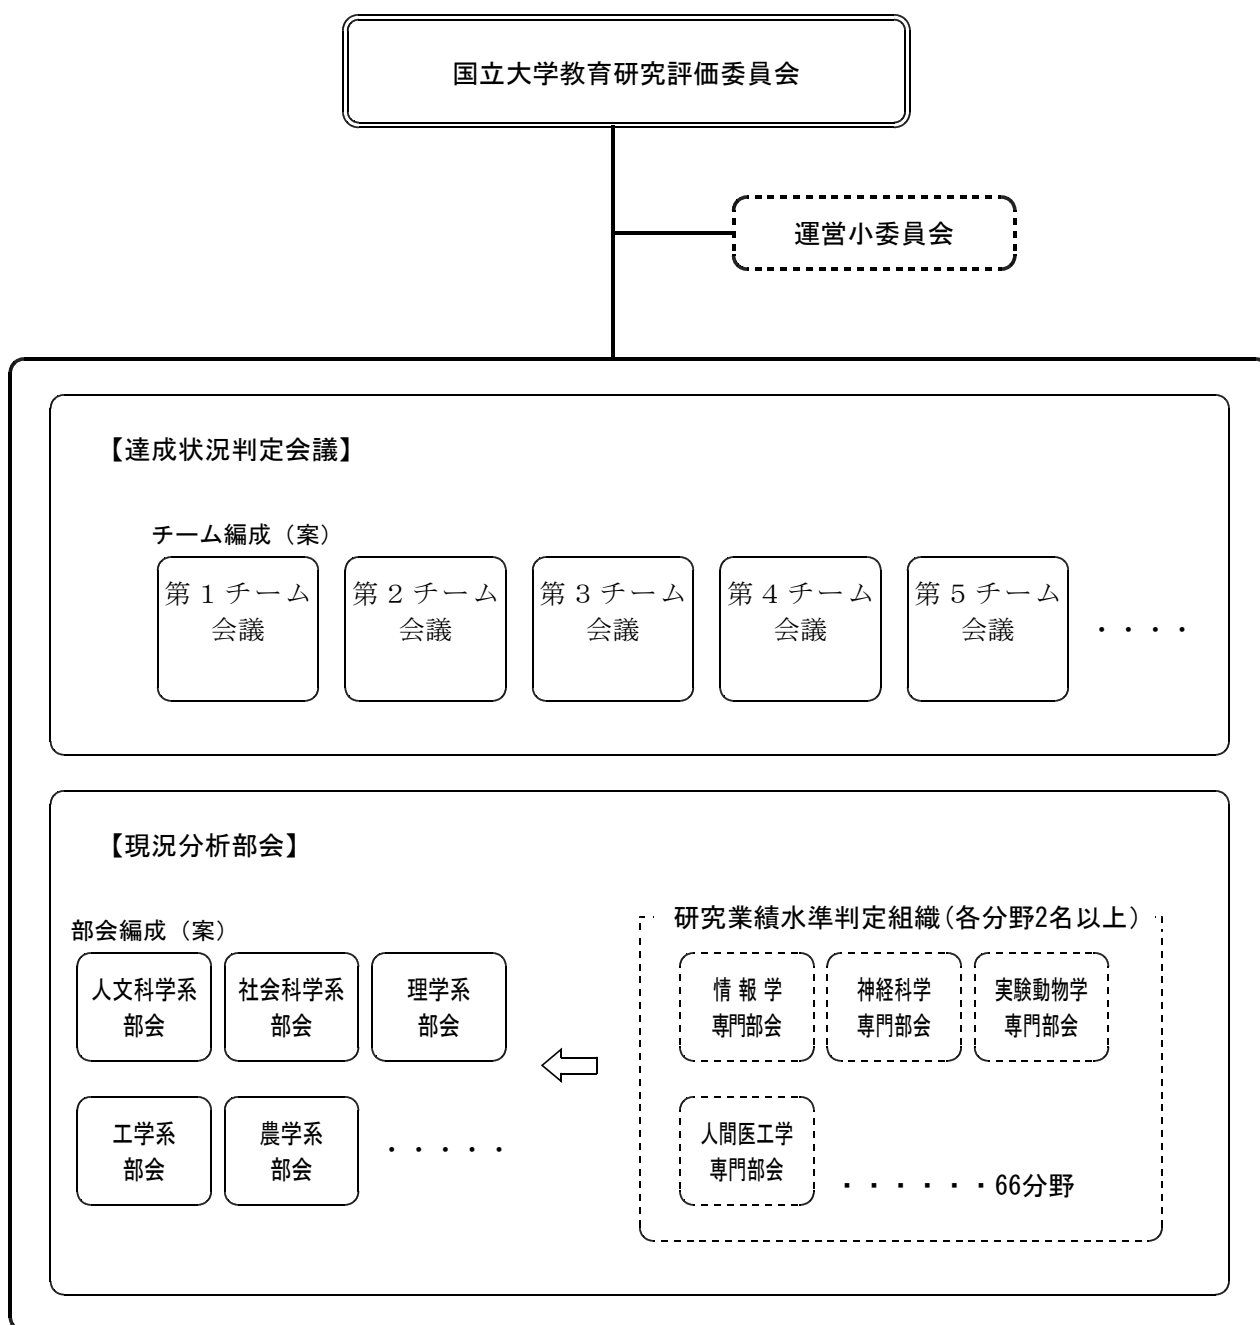 国立大学教育研究評価委員会
運営小委員会
【達成状況判定会議】
チーム編成（案）
第１チーム
会議
第２チーム
会議
第３チーム
会議
第４チーム
会議
第５チーム
会議
・・・・
【現況分析部会】
部会編成（案）
人文科学系
部会
社会科学系
部会
理学系
部会
工学系
部会
農学系
部会
・・・・・
研究業績水準判定組織（各分野2名以上）
情 報 学
専門部会
神経科学
専門部会
実験動物学
専門部会
人間医工学
専門部会
・・・・・・66分野